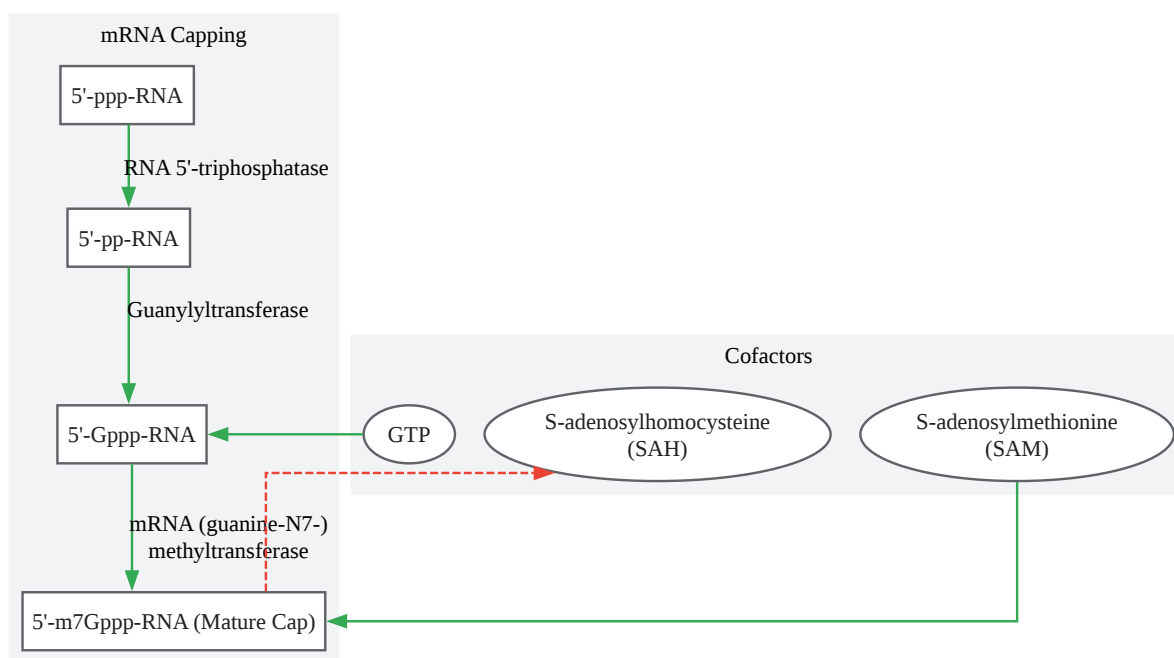 mRNA Capping
5'-ppp-RNA
RNA 5'-triphosphatase
5'-pp-RNA
Guanylyltransferase
Cofactors
5'-Gppp-RNA
GTP
S-adenosylhomocysteine
(SAH)
S-adenosylmethionine
(SAM)
mRNA (guanine-N7-)
methyltransferase
5'-m7Gppp-RNA (Mature Cap)